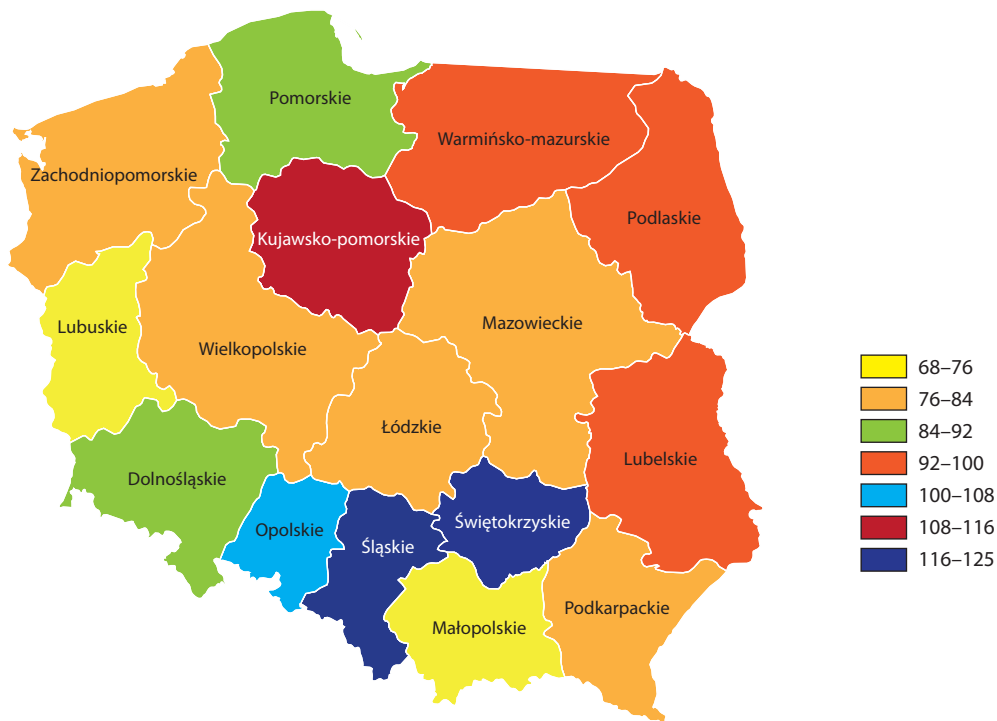 Pomorskie
Warmińsko-mazurskie
Zachodniopomorskie
Podlaskie
Kujawsko-pomorskie
Lubuskie
Wielkopolskie
Mazowieckie
Łódzkie
Lubelskie
Dolnośląskie
Opolskie
Śląskie
Świętokrzyskie
Małopolskie
Podkarpackie
68–76
76–84
84–92
92–100
100–108
108–116
116–125